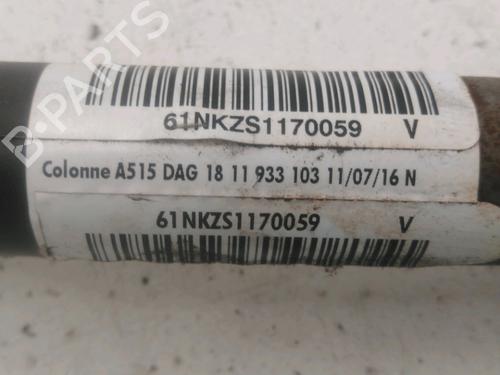 B-PARTS
61NKZS1170059 V
Colonne A515 DAG 18 11 933 103 11/07/16 N
61NKZS1170059 V